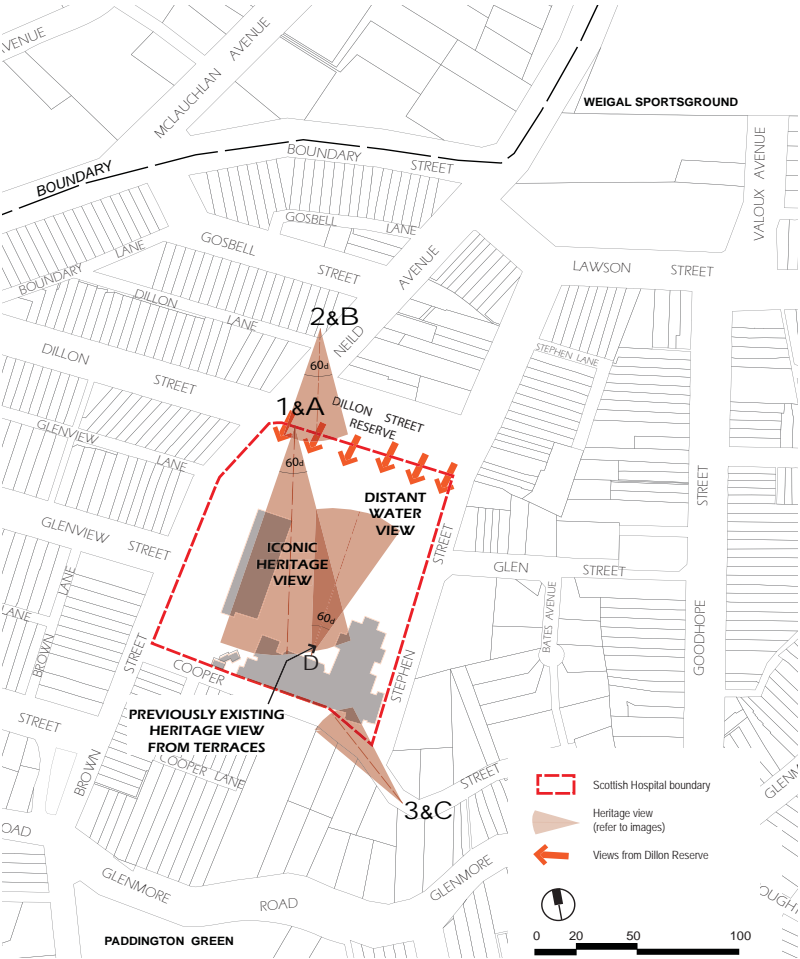 AVENUE
MCLAUCHLAN AVENUE
WEIGAL SPORTSGROUND
VALOUX AVENUE
BOUNDARY
BOUNDARY STREET
GOSBELL LANE
GOSBELL STREET
BOUNDARY LANE
NEILD AVENUE
LAWSON STREET
DILLON LANE
2&B
60d
STEPHEN LANE
DILLON STREET
1&A
DILLON STREET
RESERVE
GLENVIEW LANE
60d
DISTANT
WATER
VIEW
GLENVIEW STREET
ICONIC
HERITAGE
VIEW
STEPHEN STREET
GLEN STREET
GOODHOPE STREET
BATES AVENUE
LANE
BROWN LANE
60d
D
COOPER STREET
BROWN STREET
STREET
PREVIOUSLY EXISTING
HERITAGE VIEW
FROM TERRACES
COOPER LANE
3&C
Scottish Hospital boundary
Heritage view
(refer to images)
Views from Dillon Reserve
GLENM
OAD
GLENMORE ROAD
GLENMORE
OUGHT
PADDINGTON GREEN
0 20 50 100